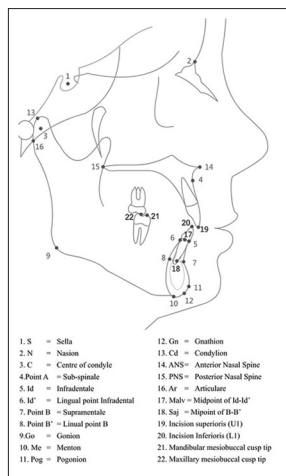 1
2
13
3
16
15
14
4
22
21
20
19
17
6
5
9
8
18
7
11
10
12
1. S = Sella
2. N = Nasion
3. C = Centre of condyle
4.Point A = Sub-spinale
5. Id = Infradentale
6. Id' = Lingual point Infradental
7. Point B = Supramentale
8. Point B' = Linual point B
9.Go = Gonion
10. Me = Menton
11. Pog = Pogonion
12. Gn = Gnathion
13. Cd = Condylion
14. ANS= Anterior Nasal Spine
15. PNS = Posterior Nasal Spine
16. Ar = Articulare
17. Malv = Midpoint of Id-Id'
18. Saj = Mipoint of B-B'
19. Incision superioris (U1)
20. Incision Inferioris (L1)
21. Mandibular mesiobuccal cusp tip
22. Maxillary mesiobuccal cusp tip